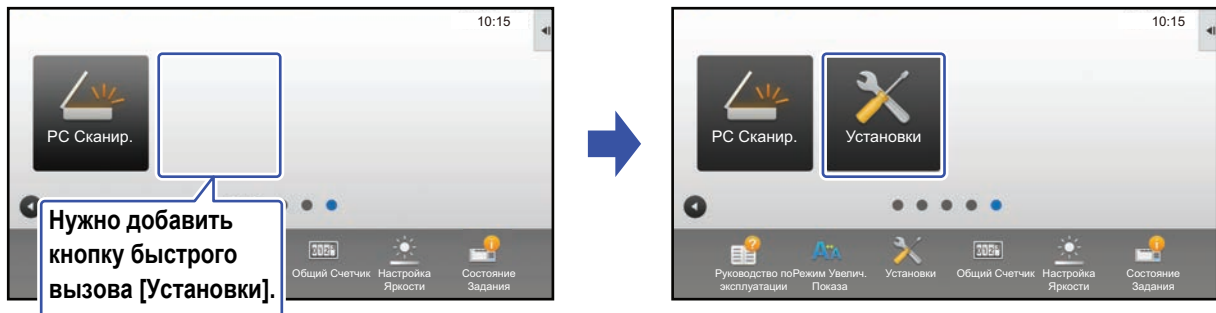 10:15
PC Сканир.
Нужно добавить
кнопку быстрого
вызова [Установки].
Общий Счетчик
Настройка
Яркости
Состояние
Задания
10:15
PC Сканир.
Установки
Руководство по
эксплуатации
Режим Увелич.
Показа
Установки
Общий Счетчик
Настройка
Яркости
Состояние
Задания